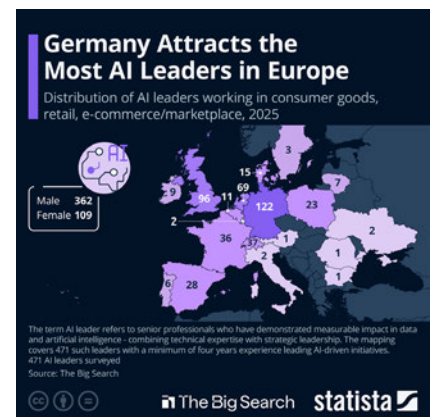 Germany Attracts the
Most AI Leaders in Europe
Distribution of AI leaders working in consumer goods,
retail, e-commerce/marketplace, 2025
AI
Male 362
Female 109
3
15
69
7
9
96
11
122
23
2
36
37
1
2
2
1
6
28
1
The term AI leader refers to senior professionals who have demonstrated measurable impact in data
and artificial intelligence - combining technical expertise with strategic leadership. The mapping
covers 471 such leaders with a minimum of four years experience leading AI-driven initiatives.
471 AI leaders surveyed
Source: The Big Search
cc
The Big Search
statista